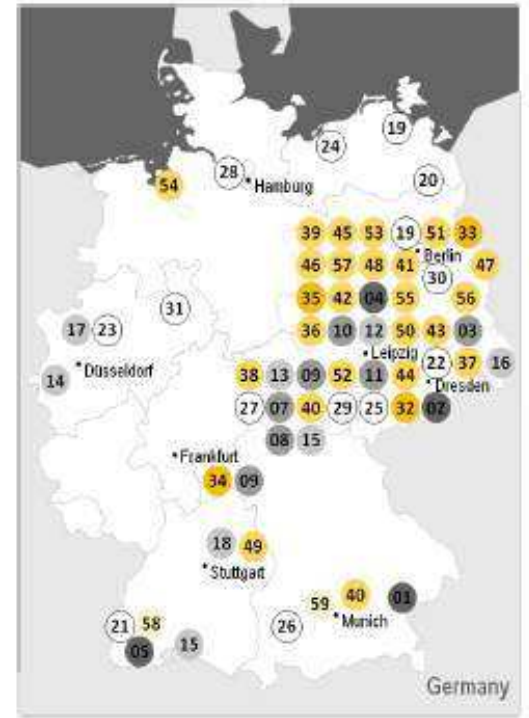 19
24
28
Hamburg
20
54
39 45 53 19 51 33
Berlin
46 57 48 41 47
30
35 42 04 55 56
31
17 23
36 10 12 50 43 03
Leipzig
Düsseldorf
14
38 13 09 52 11 44 22 37 16
Dresden
27 07 40 29 25 32 02
08 15
Frankfurt
34 09
18 49
Stuttgart
59 40 01
21 58
Munich
26
05 15
Germany